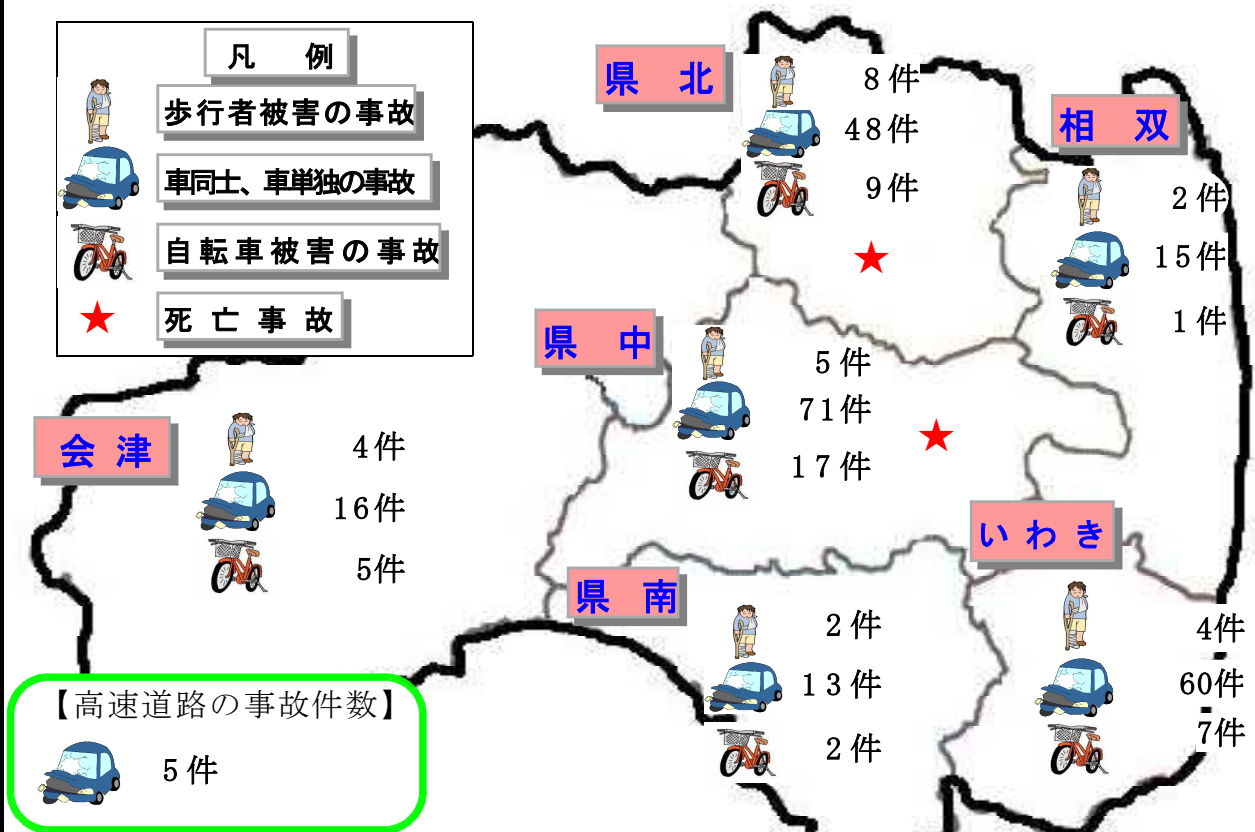 凡 例
歩行者被害の事故
車同士、車単独の事故
自転車被害の事故
死亡事故
県 北
8件
48件
9件
相 双
2件
15件
1件
県 中
5件
71件
17件
会 津
4件
16件
5件
いわき
4件
60件
7件
県 南
2件
13件
2件
【高速道路の事故件数】
5件